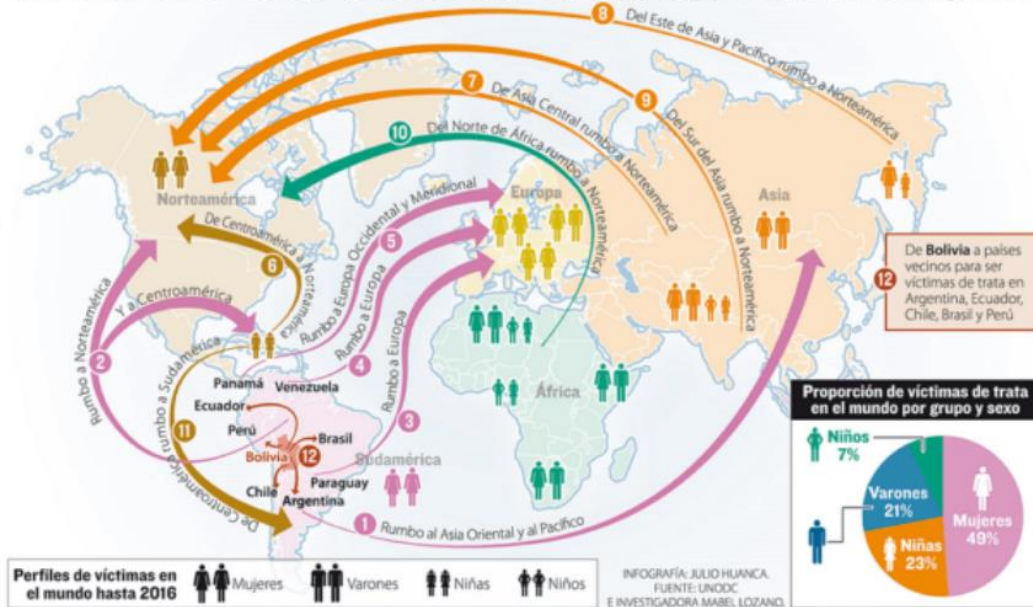 8
Del Este de Asia y Pacífico rumbo a Norteamérica
7
De Asia Central rumbo a Norteamérica
9
Del Sur del Asia rumbo a Norteamérica
10
Del Norte de África rumbo a Norteamérica
Norteamérica
Europa
Asia
De Centroamérica a Norteamérica
6
Rumbo a Europa Occidental y Meridional
5
Rumbo a Europa
4
Rumbo a Europa
3
Rumbo a Norteamérica
2
Y a Centroamérica
De Centroamérica rumbo a Sudamérica
11
12
De Bolivia a países
vecinos para ser
víctimas de trata en
Argentina, Ecuador,
Chile, Brasil y Perú
Panamá
Venezuela
Ecuador
Perú
Brasil
Bolivia
12
Sudamérica
Paraguay
Chile
Argentina
África
1
Rumbo al Asia Oriental y al Pacífico
Proporción de víctimas de trata
en el mundo por grupo y sexo
Niños
7%
Varones
21%
Mujeres
49%
Niñas
23%
Perfiles de víctimas en
el mundo hasta 2016
Mujeres
Varones
Niñas
Niños
INFOGRAFÍA: JULIO HUANCA.
FUENTE: UNODC
E INVESTIGADORA MABEL LOZANO.